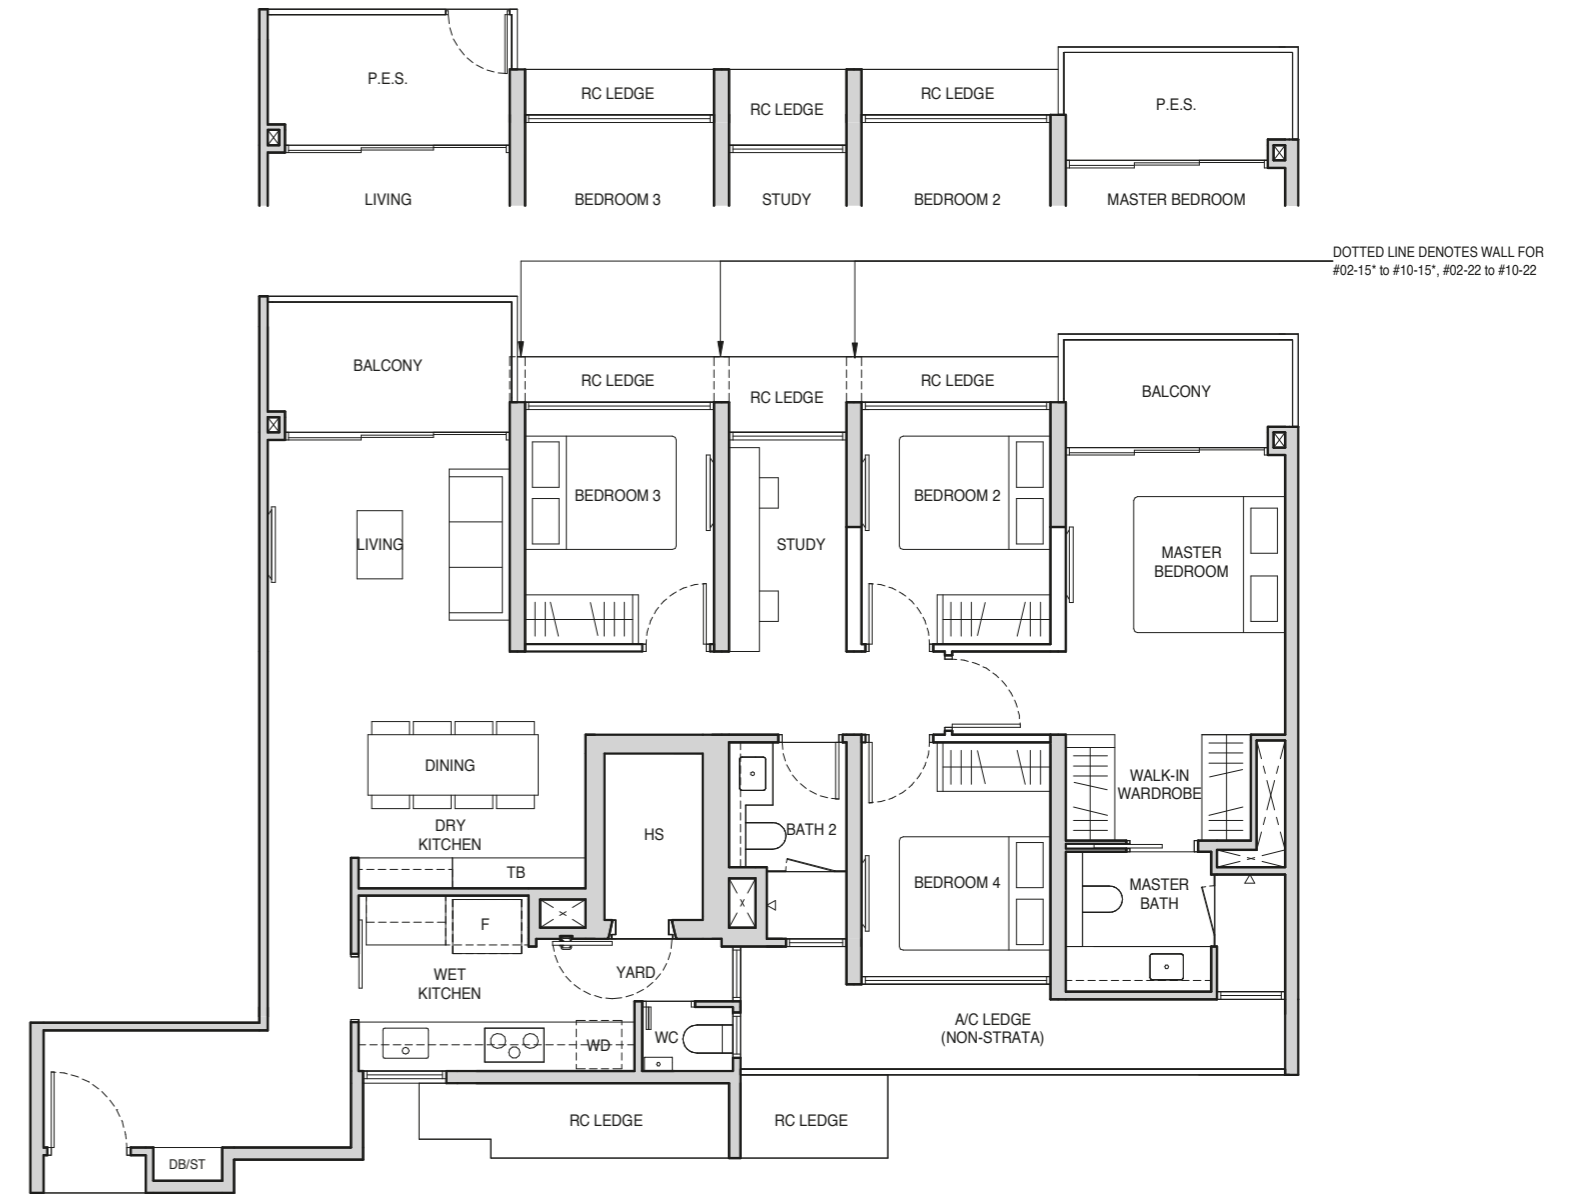 P.E.S.
RC LEDGE
RC LEDGE
RC LEDGE
P.E.S.
LIVING
BEDROOM 3
STUDY
BEDROOM 2
MASTER BEDROOM
DOTTED LINE DENOTES WALL FOR
#02-15* to #10-15*, #02-22 to #10-22
BALCONY
RC LEDGE
RC LEDGE
RC LEDGE
BALCONY
LIVING
BEDROOM 3
STUDY
BEDROOM 2
MASTER
BEDROOM
DINING
DRY
KITCHEN
TB
HS
BATH 2
BEDROOM 4
WALK-IN
WARDROBE
MASTER
BATH
F
WET
KITCHEN
YARD
WD
WC
A/C LEDGE
(NON-STRATA)
RC LEDGE
RC LEDGE
DB/ST